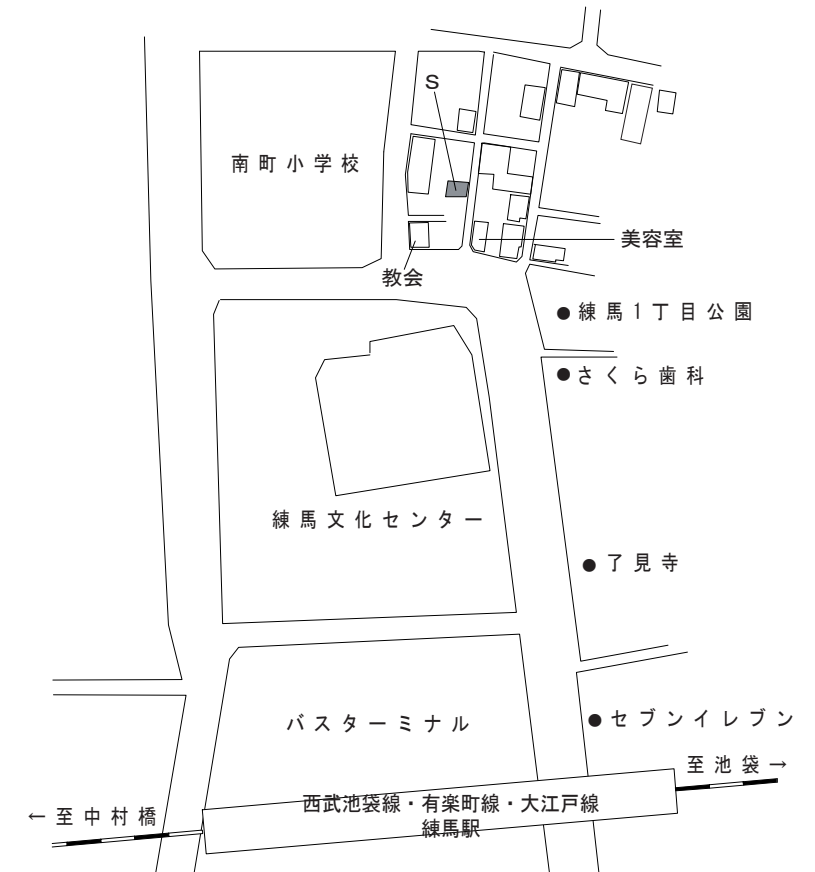 S
南町小学校
美容室
教会
練馬1丁目公園
さくら歯科
練馬文化センター
了見寺
バスターミナル
セブンイレブン
至池袋→
←至中村橋
西武池袋線・有楽町線・大江戸線
練馬駅